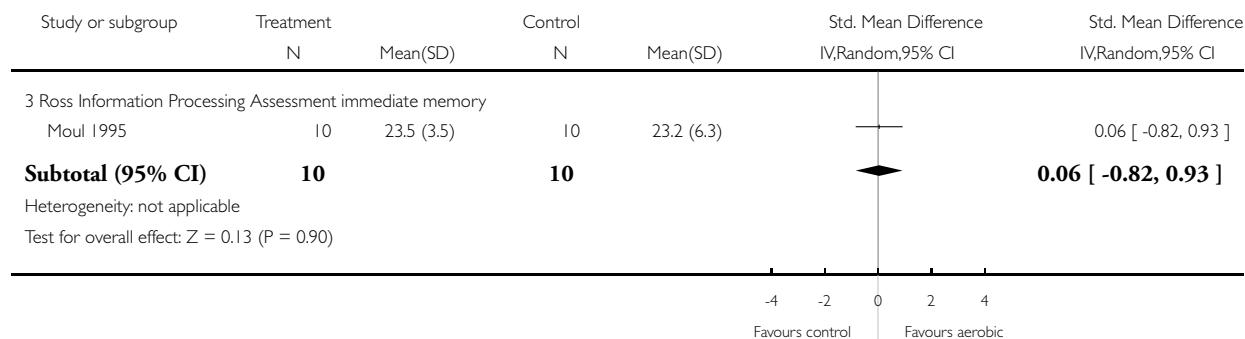 Study or subgroup Treatment Control Std. Mean Difference Std. Mean Difference
N Mean(SD) N Mean(SD) IV,Random,95% CI IV,Random,95% CI
3 Ross Information Processing Assessment immediate memory
Moul 1995 10 23.5 (3.5) 10 23.2 (6.3) 0.06 [ -0.82, 0.93 ]
Subtotal (95% CI) 10 10 0.06 [ -0.82, 0.93 ]
Heterogeneity: not applicable
Test for overall effect: Z = 0.13 (P = 0.90)
-4 -2 0 2 4
Favours control Favours aerobic